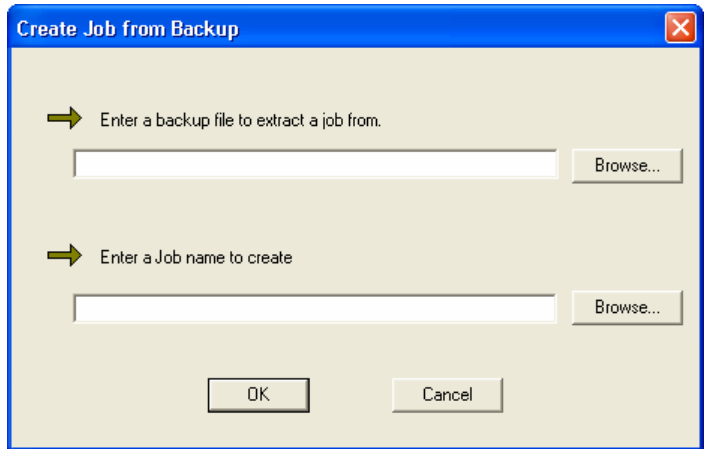 Create Job from Backup
Enter a backup file to extract a job from.
Browse...
Enter a Job name to create
Browse...
OK
Cancel